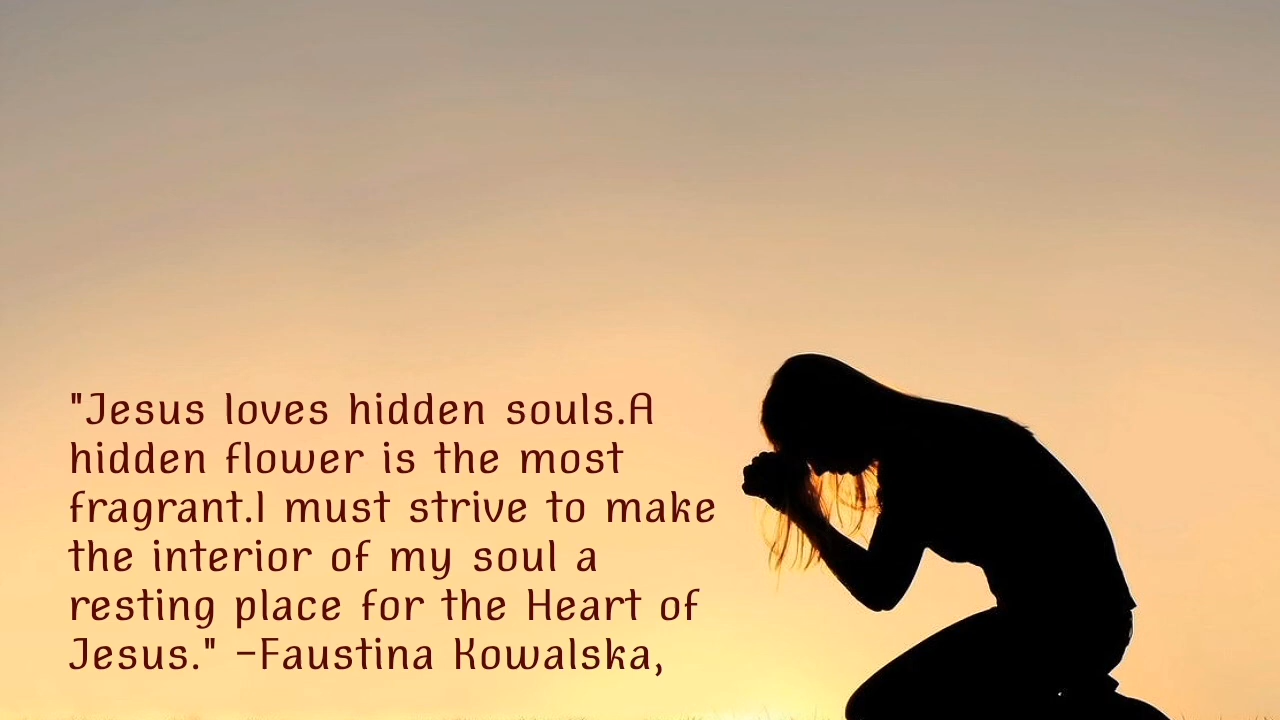 "Jesus loves hidden souls.A
hidden flower is the most
fragrant.I must strive to make
the interior of my soul a
resting place for the Heart of
Jesus." -Faustina Kowalska,